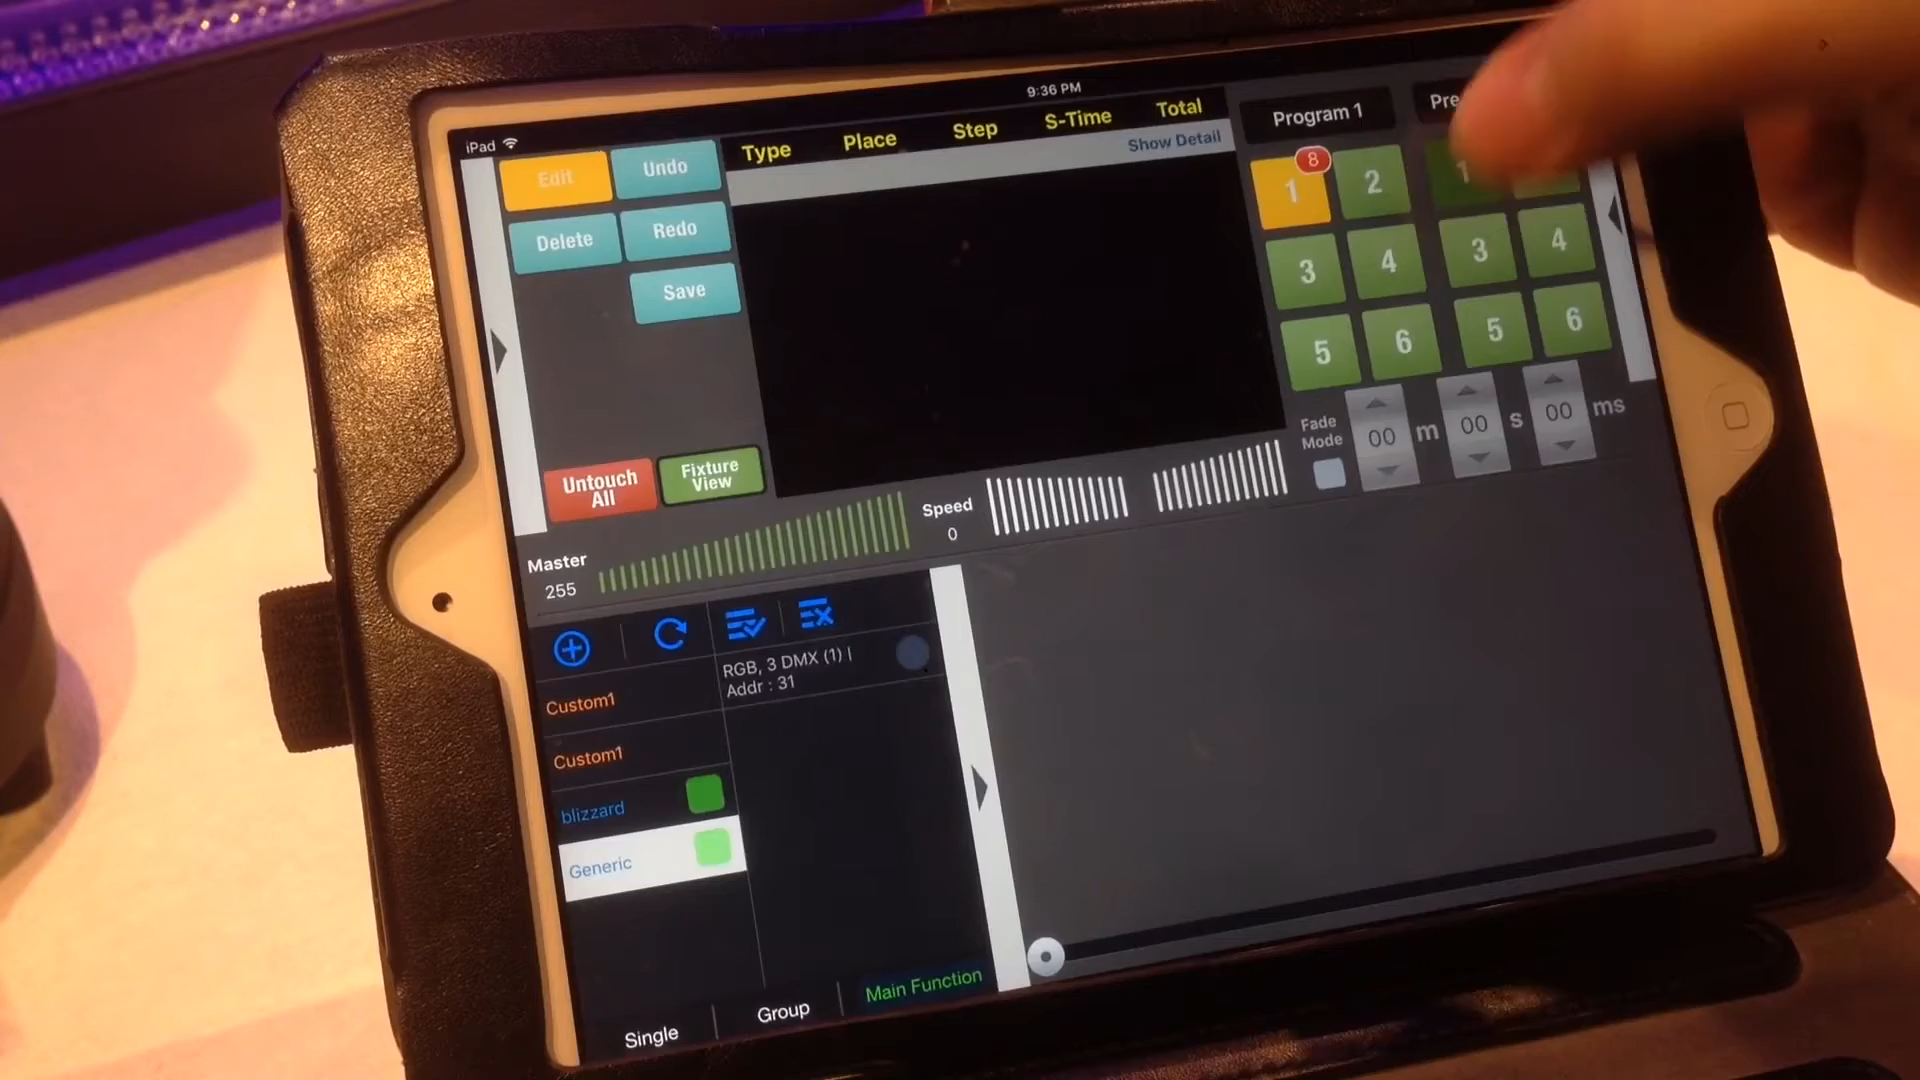 iPad
9:36 PM
Edit
Undo
Delete
Redo
Save
Untouch
All
Fixture
View
Type Place Step S-Time Total
Show Detail
Program 1
8
1 2
3 4
5 6
1
3 4
5 6
Fade
Mode
00 m 00 s 00 ms
Master
255
Speed
0
Custom1
Custom1
blizzard
Generic
RGB, 3 DMX (1) |
Addr : 31
Single
Group
Main Function